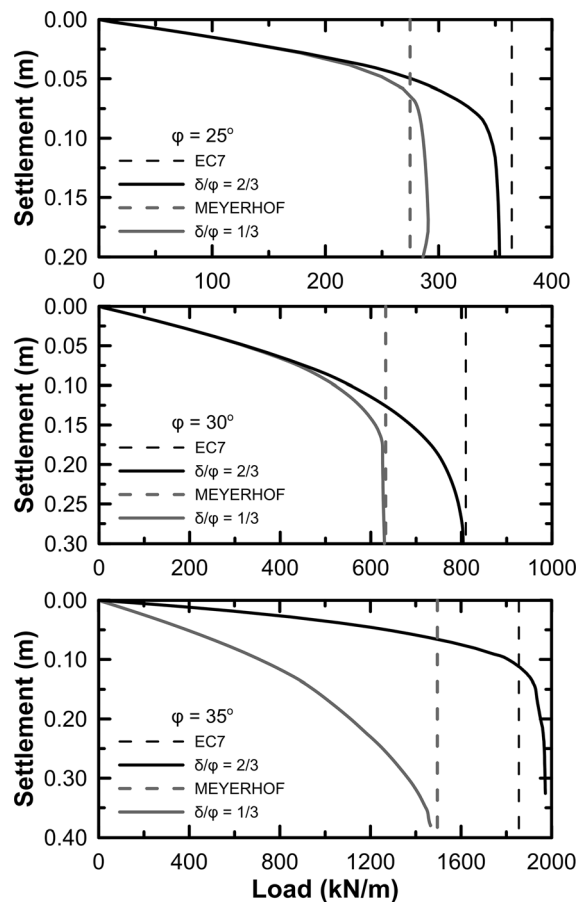 0.00
0.05
0.10
0.15
0.20
Settlement (m)
φ = 25°
EC7
δ/φ = 2/3
MEYERHOF
δ/φ = 1/3
0 100 200 300 400
0.00
0.05
0.10
0.15
0.20
0.25
0.30
Settlement (m)
φ = 30°
EC7
δ/φ = 2/3
MEYERHOF
δ/φ = 1/3
0 200 400 600 800 1000
0.00
0.10
0.20
0.30
0.40
Settlement (m)
φ = 35°
EC7
δ/φ = 2/3
MEYERHOF
δ/φ = 1/3
0 400 800 1200 1600 2000
Load (kN/m)